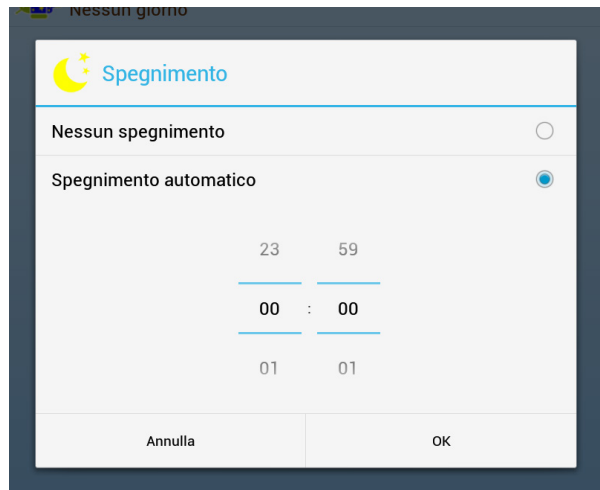 Nessun giorno
Spegnimento
Nessun spegnimento
Spegnimento automatico
23 59
00 : 00
01 01
Annulla OK